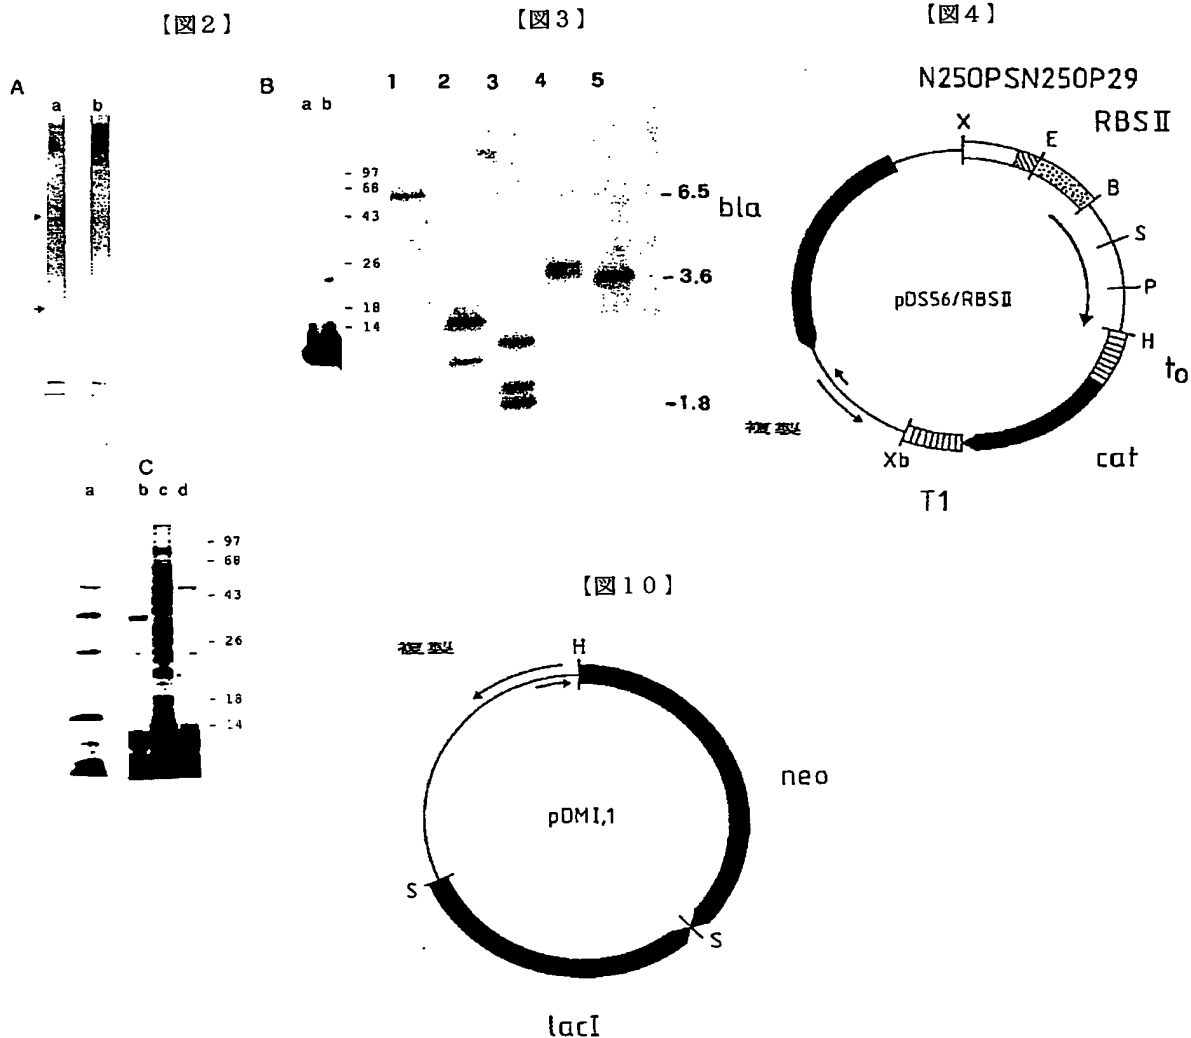 【図2】
A
a b
B
a b
- 97
- 68
- 43
- 26
- 18
- 14
C
a b c d
- 97
- 68
- 43
- 26
- 18
- 14
【図3】
1 2 3 4 5
- 6.5
- 3.6
-1.8
【図4】
N250PSN250P29
RBSII
X
E
B
S
P
H
to
cat
T1
Xb
複製
bla
pDS56/RBSII
【図10】
複製
H
neo
pDMI,1
S
S
lacI